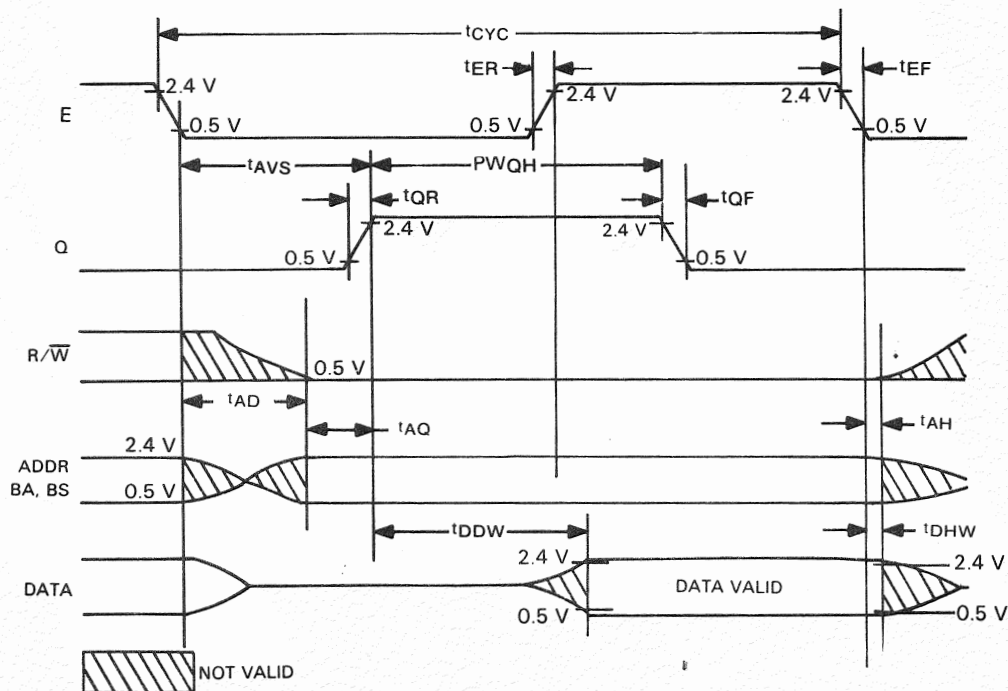 tCYC
tER
tEF
E
2.4 V
0.5 V
0.5 V
2.4 V
2.4 V
0.5 V
tAVS
PWQH
tQR
tQF
Q
0.5 V
2.4 V
2.4 V
0.5 V
R/W̅
0.5 V
tAD
tAQ
tAH
ADDR
BA, BS
2.4 V
0.5 V
tDDW
tDHW
DATA
2.4 V
0.5 V
DATA VALID
2.4 V
0.5 V
NOT VALID